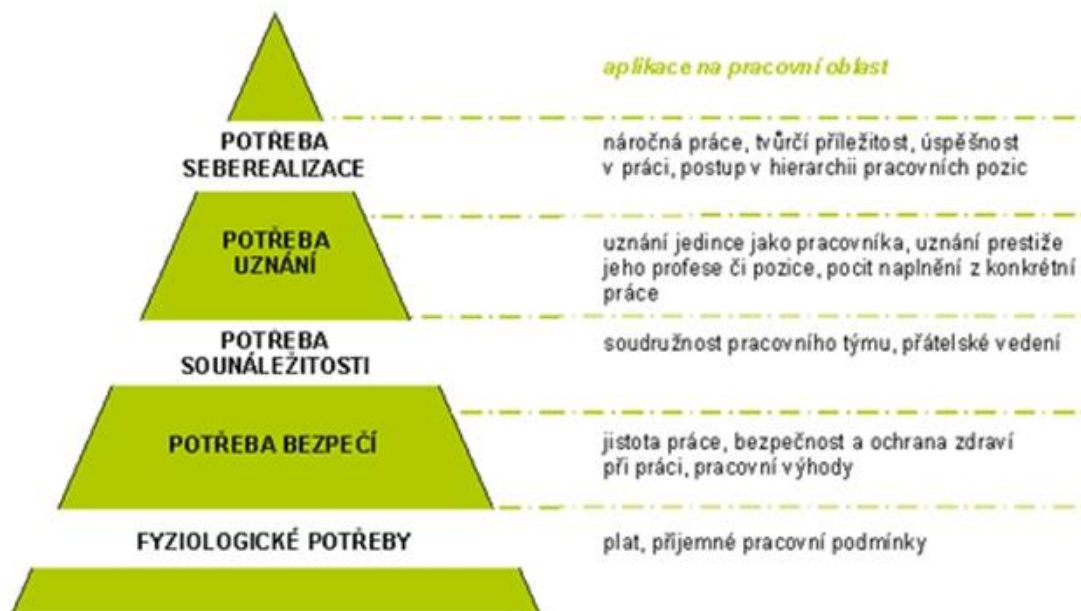 aplikace na pracovní oblast
POTŘEBA
SEBEREALIZACE
náročná práce, tvůrčí příležitost, úspěšnost
v práci, postup v hierarchii pracovních pozic
POTŘEBA
UZNÁNÍ
uznání jedince jako pracovníka, uznání prestiže
jeho profese či pozice, pocit naplnění z konkrétní
práce
POTŘEBA
SOUNÁLEŽITOSTI
soudružnost pracovního týmu, přátelské vedení
POTŘEBA BEZPEČÍ
jistota práce, bezpečnost a ochrana zdraví
při práci, pracovní výhody
FYZIOLOGICKÉ POTŘEBY
plat, příjemné pracovní podmínky